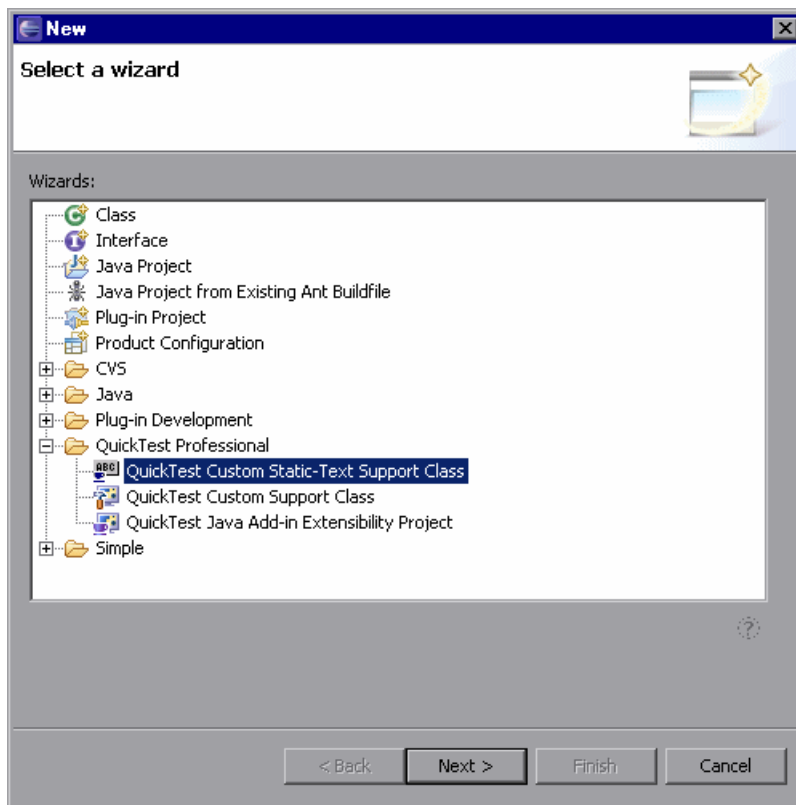 New
Select a wizard
Wizards:
Class
Interface
Java Project
Java Project from Existing Ant Buildfile
Plug-in Project
Product Configuration
CVS
Java
Plug-in Development
QuickTest Professional
ABC QuickTest Custom Static-Text Support Class
QuickTest Custom Support Class
QuickTest Java Add-in Extensibility Project
Simple
?
< Back Next > Finish Cancel